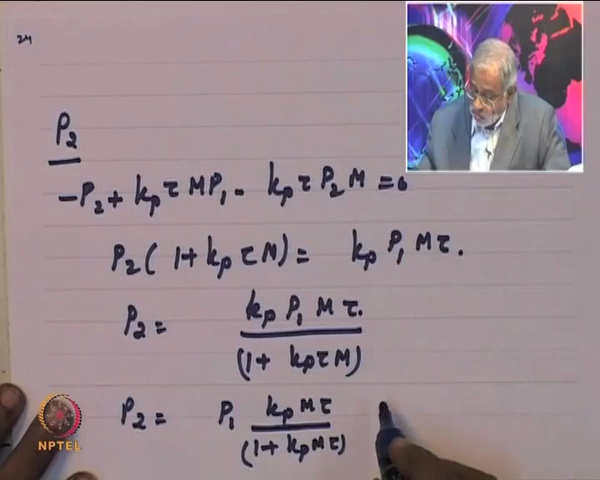 24
P₂
-P₂ + kₚ τ M P₁ - kₚ τ P₂ M = 0
P₂ ( 1 + kₚ τ M ) = kₚ P₁ M τ .
P₂ = kₚ P₁ M τ. / (1 + kₚ τ M)
P₂ = P₁ kₚ M τ / (1 + kₚ M τ)
NPTEL